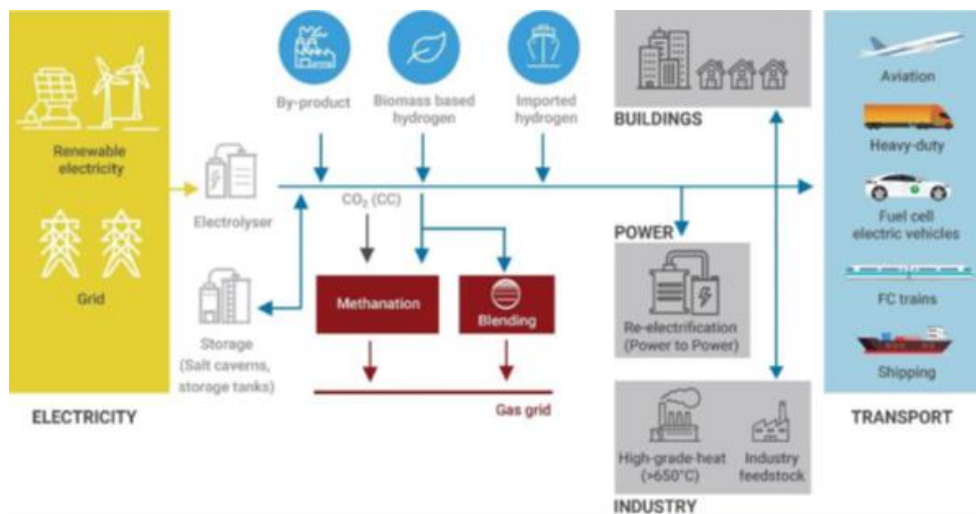 Renewable
electricity
Grid
ELECTRICITY
Electrolyser
Storage
(Salt caverns,
storage tanks)
By-product
Biomass based
hydrogen
Imported
hydrogen
CO₂ (CC)
Methanation
Blending
Gas grid
BUILDINGS
POWER
Re-electrification
(Power to Power)
High-grade-heat
(>650°C)
Industry
feedstock
INDUSTRY
Aviation
Heavy-duty
Fuel cell
electric vehicles
FC trains
Shipping
TRANSPORT